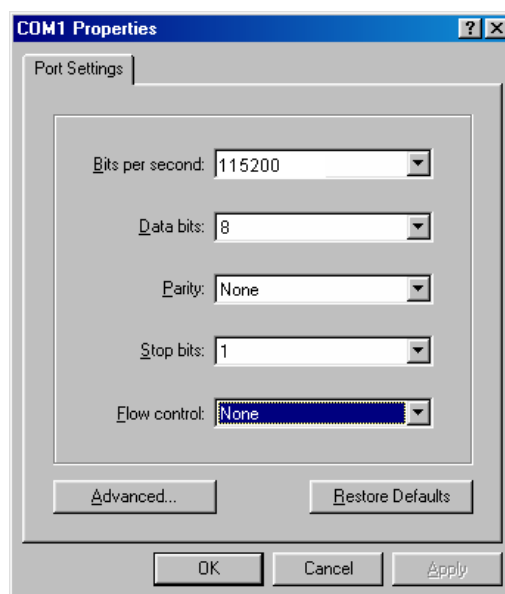 COM1 Properties
Port Settings
Bits per second: 115200
Data bits: 8
Parity: None
Stop bits: 1
Flow control: None
Advanced...
Restore Defaults
OK
Cancel
Apply